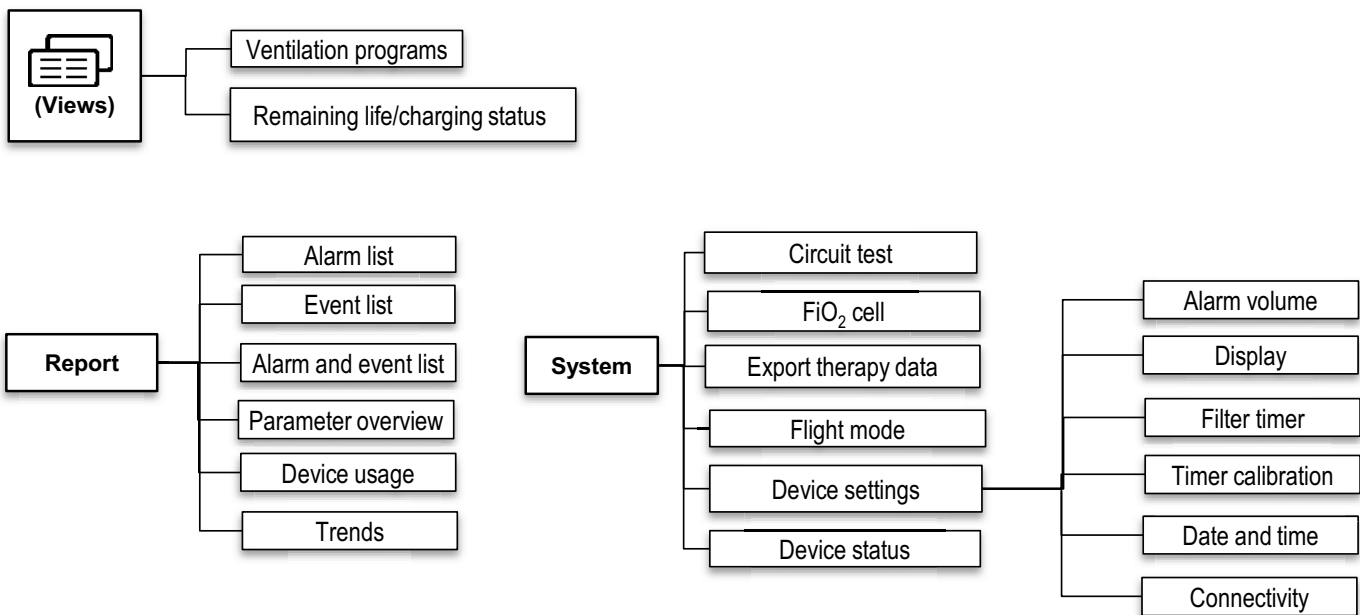 (Views)
Ventilation programs
Remaining life/charging status
Report
Alarm list
Event list
Alarm and event list
Parameter overview
Device usage
Trends
System
Circuit test
FiO₂ cell
Export therapy data
Flight mode
Device settings
Device status
Alarm volume
Display
Filter timer
Timer calibration
Date and time
Connectivity